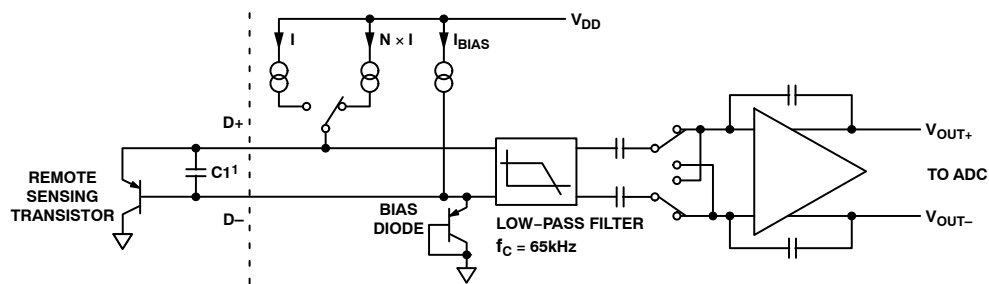 V_DD
I
N × I
I_BIAS
D+
C1¹
REMOTE
SENSING
TRANSISTOR
D−
BIAS
DIODE
LOW−PASS FILTER
f_C = 65kHz
V_OUT+
TO ADC
V_OUT−